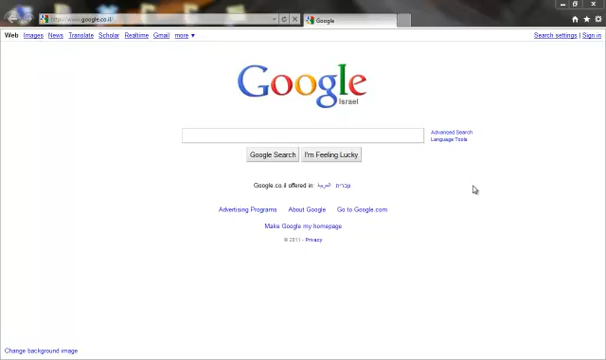 http://www.google.co.il/
Google
Web Images News Translate Scholar Realtime Gmail more ▼
Search settings | Sign in
Google
Israel
Advanced Search
Language Tools
Google Search I'm Feeling Lucky
Google.co.il offered in: العربية עברית
Advertising Programs About Google Go to Google.com
Make Google my homepage
© 2011 - Privacy
Change background image